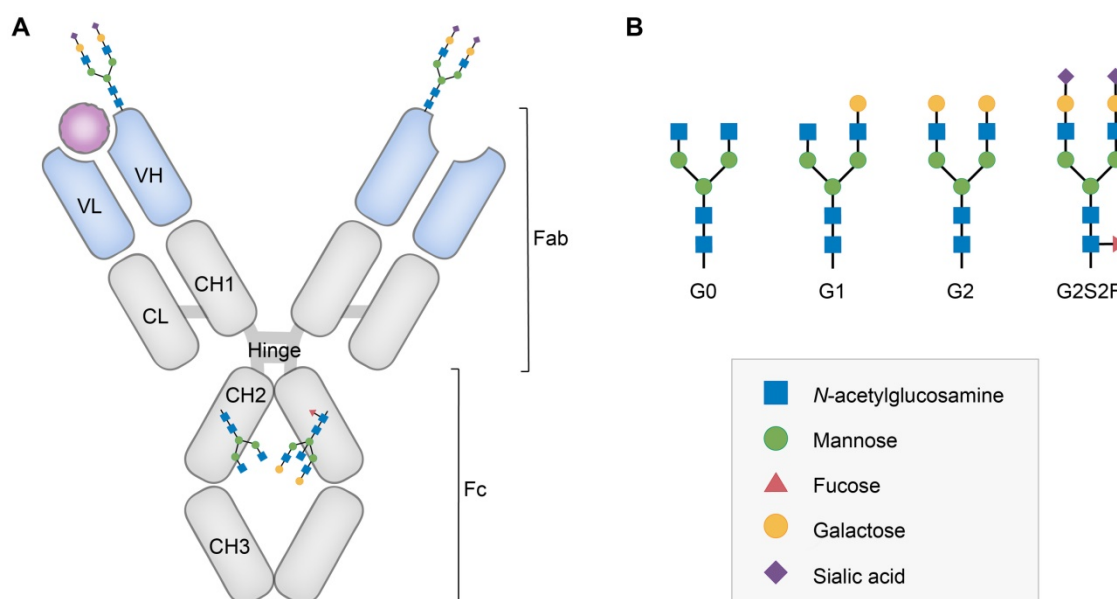 A
VH
VL
CH1
CL
Hinge
Fab
CH2
Fc
CH3
B
G0
G1
G2
G2S2F
N-acetylglucosamine
Mannose
Fucose
Galactose
Sialic acid